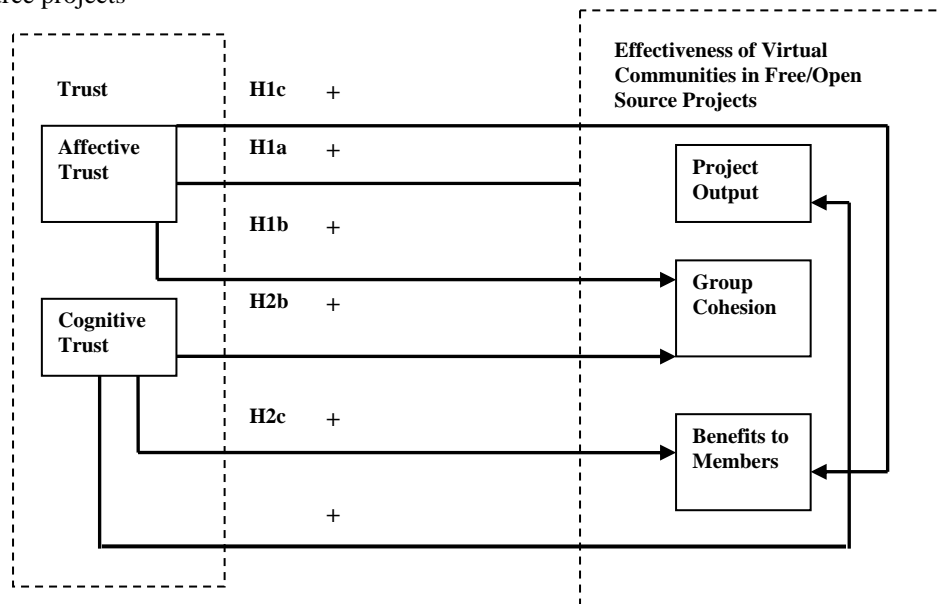 ree projects
Effectiveness of Virtual
Communities in Free/Open
Source Projects
Trust
H1c +
Affective
Trust
H1a +
Project
Output
H1b +
Group
Cohesion
H2b +
Cognitive
Trust
H2c +
Benefits to
Members
+